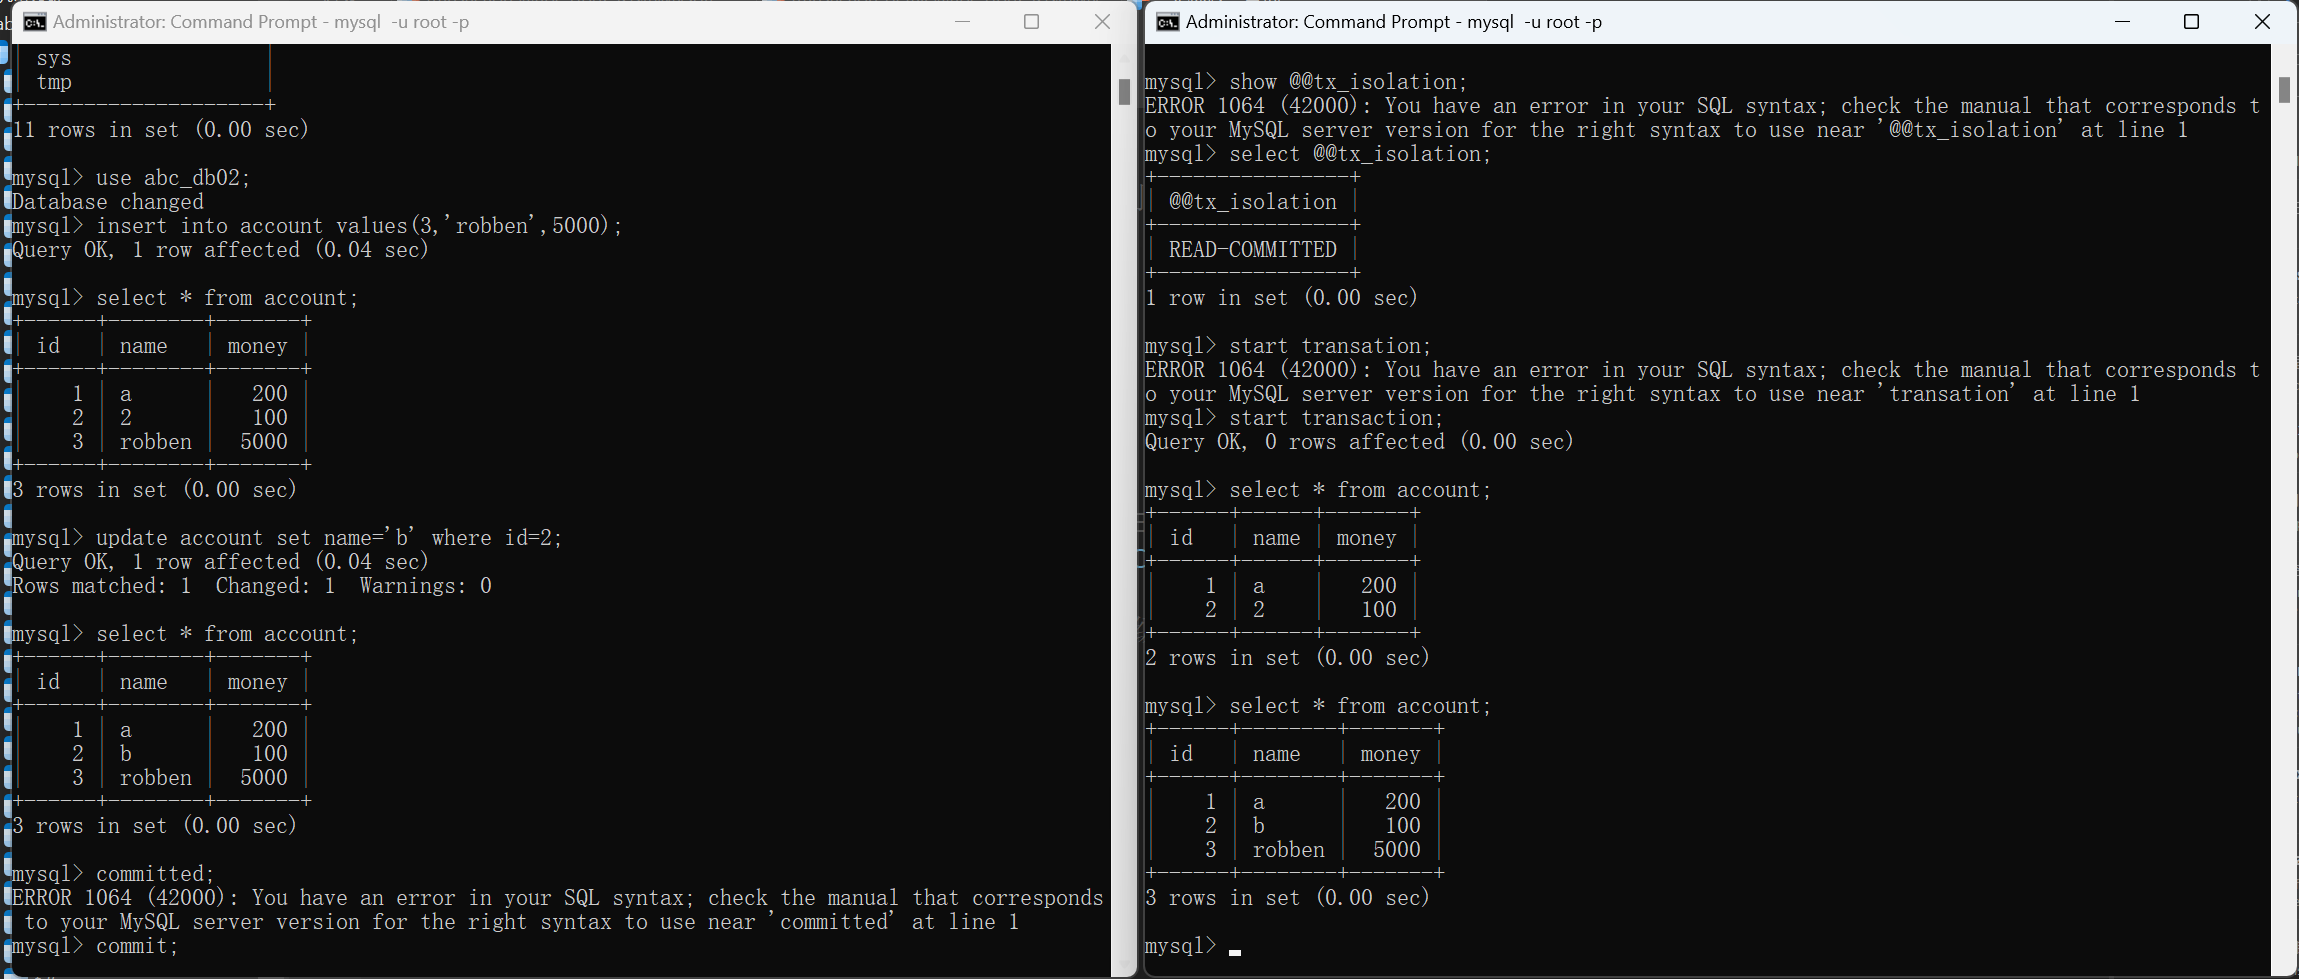 Administrator: Command Prompt - mysql  -u root -p
| sys                |
| tmp                |
+--------------------+
11 rows in set (0.00 sec)

mysql> use abc_db02;
Database changed
mysql> insert into account values(3,'robben',5000);
Query OK, 1 row affected (0.04 sec)

mysql> select * from account;
+------+--------+-------+
| id   | name   | money |
+------+--------+-------+
|    1 | a      |   200 |
|    2 | 2      |   100 |
|    3 | robben |  5000 |
+------+--------+-------+
3 rows in set (0.00 sec)

mysql> update account set name='b' where id=2;
Query OK, 1 row affected (0.04 sec)
Rows matched: 1  Changed: 1  Warnings: 0

mysql> select * from account;
+------+--------+-------+
| id   | name   | money |
+------+--------+-------+
|    1 | a      |   200 |
|    2 | b      |   100 |
|    3 | robben |  5000 |
+------+--------+-------+
3 rows in set (0.00 sec)

mysql> committed;
ERROR 1064 (42000): You have an error in your SQL syntax; check the manual that corresponds
 to your MySQL server version for the right syntax to use near 'committed' at line 1
mysql> commit;
Administrator: Command Prompt - mysql  -u root -p
mysql> show @@tx_isolation;
ERROR 1064 (42000): You have an error in your SQL syntax; check the manual that corresponds t
o your MySQL server version for the right syntax to use near '@@tx_isolation' at line 1
mysql> select @@tx_isolation;
+----------------+
| @@tx_isolation |
+----------------+
| READ-COMMITTED |
+----------------+
1 row in set (0.00 sec)

mysql> start transation;
ERROR 1064 (42000): You have an error in your SQL syntax; check the manual that corresponds t
o your MySQL server version for the right syntax to use near 'transation' at line 1
mysql> start transaction;
Query OK, 0 rows affected (0.00 sec)

mysql> select * from account;
+------+------+-------+
| id   | name | money |
+------+------+-------+
|    1 | a    |   200 |
|    2 | 2    |   100 |
+------+------+-------+
2 rows in set (0.00 sec)

mysql> select * from account;
+------+--------+-------+
| id   | name   | money |
+------+--------+-------+
|    1 | a      |   200 |
|    2 | b      |   100 |
|    3 | robben |  5000 |
+------+--------+-------+
3 rows in set (0.00 sec)

mysql>